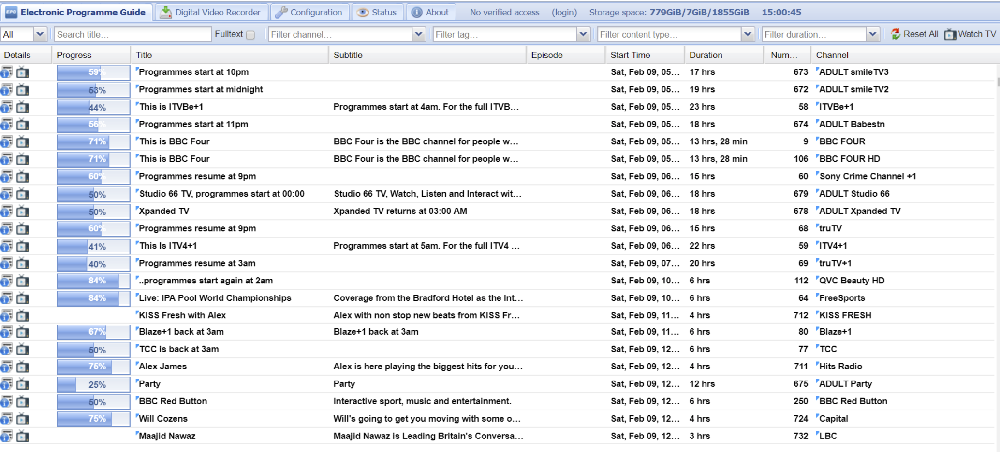 EPG Electronic Programme Guide Digital Video Recorder Configuration Status About No verified access (login) Storage space: 779GiB/7GiB/1855GiB 15:00:45
All Search title... Fulltext Filter channel... Filter tag... Filter content type... Filter duration... Reset All Watch TV
Details Progress Title Subtitle Episode Start Time Duration Num... Channel
59% Programmes start at 10pm Sat, Feb 09, 05... 17 hrs 673 ADULT smileTV3
53% Programmes start at midnight Sat, Feb 09, 05... 19 hrs 672 ADULT smileTV2
44% This is ITVBe+1 Programmes start at 4am. For the full ITVB... Sat, Feb 09, 05... 23 hrs 58 ITVBe+1
56% Programmes start at 11pm Sat, Feb 09, 05... 18 hrs 674 ADULT Babestn
71% This is BBC Four BBC Four is the BBC channel for people w... Sat, Feb 09, 05... 13 hrs, 28 min 9 BBC FOUR
71% This is BBC Four BBC Four is the BBC channel for people w... Sat, Feb 09, 05... 13 hrs, 28 min 106 BBC FOUR HD
60% Programmes resume at 9pm Sat, Feb 09, 06... 15 hrs 60 Sony Crime Channel +1
50% Studio 66 TV, programmes start at 00:00 Studio 66 TV, Watch, Listen and Interact wit... Sat, Feb 09, 06... 18 hrs 679 ADULT Studio 66
50% Xpanded TV Xpanded TV returns at 03:00 AM Sat, Feb 09, 06... 18 hrs 678 ADULT Xpanded TV
60% Programmes resume at 9pm Sat, Feb 09, 06... 15 hrs 68 truTV
41% This Is ITV4+1 Programmes start at 5am. For the full ITV4 ... Sat, Feb 09, 06... 22 hrs 59 ITV4+1
40% Programmes resume at 3am Sat, Feb 09, 07... 20 hrs 69 truTV+1
84% ..programmes start again at 2am Sat, Feb 09, 10... 6 hrs 112 QVC Beauty HD
84% Live: IPA Pool World Championships Coverage from the Bradford Hotel as the Int... Sat, Feb 09, 10... 6 hrs 64 FreeSports
KISS Fresh with Alex Alex with non stop new beats from KISS Fr... Sat, Feb 09, 11... 4 hrs 712 KISS FRESH
67% Blaze+1 back at 3am Blaze+1 back at 3am Sat, Feb 09, 11... 6 hrs 80 Blaze+1
50% TCC is back at 3am Sat, Feb 09, 12... 6 hrs 77 TCC
75% Alex James Alex is here playing the biggest hits for you... Sat, Feb 09, 12... 4 hrs 711 Hits Radio
25% Party Party Sat, Feb 09, 12... 12 hrs 675 ADULT Party
50% BBC Red Button Interactive sport, music and entertainment. Sat, Feb 09, 12... 6 hrs 250 BBC Red Button
75% Will Cozens Will's going to get you moving with some o... Sat, Feb 09, 12... 4 hrs 724 Capital
Maajid Nawaz Maajid Nawaz is Leading Britain's Conversa... Sat, Feb 09, 12... 3 hrs 732 LBC